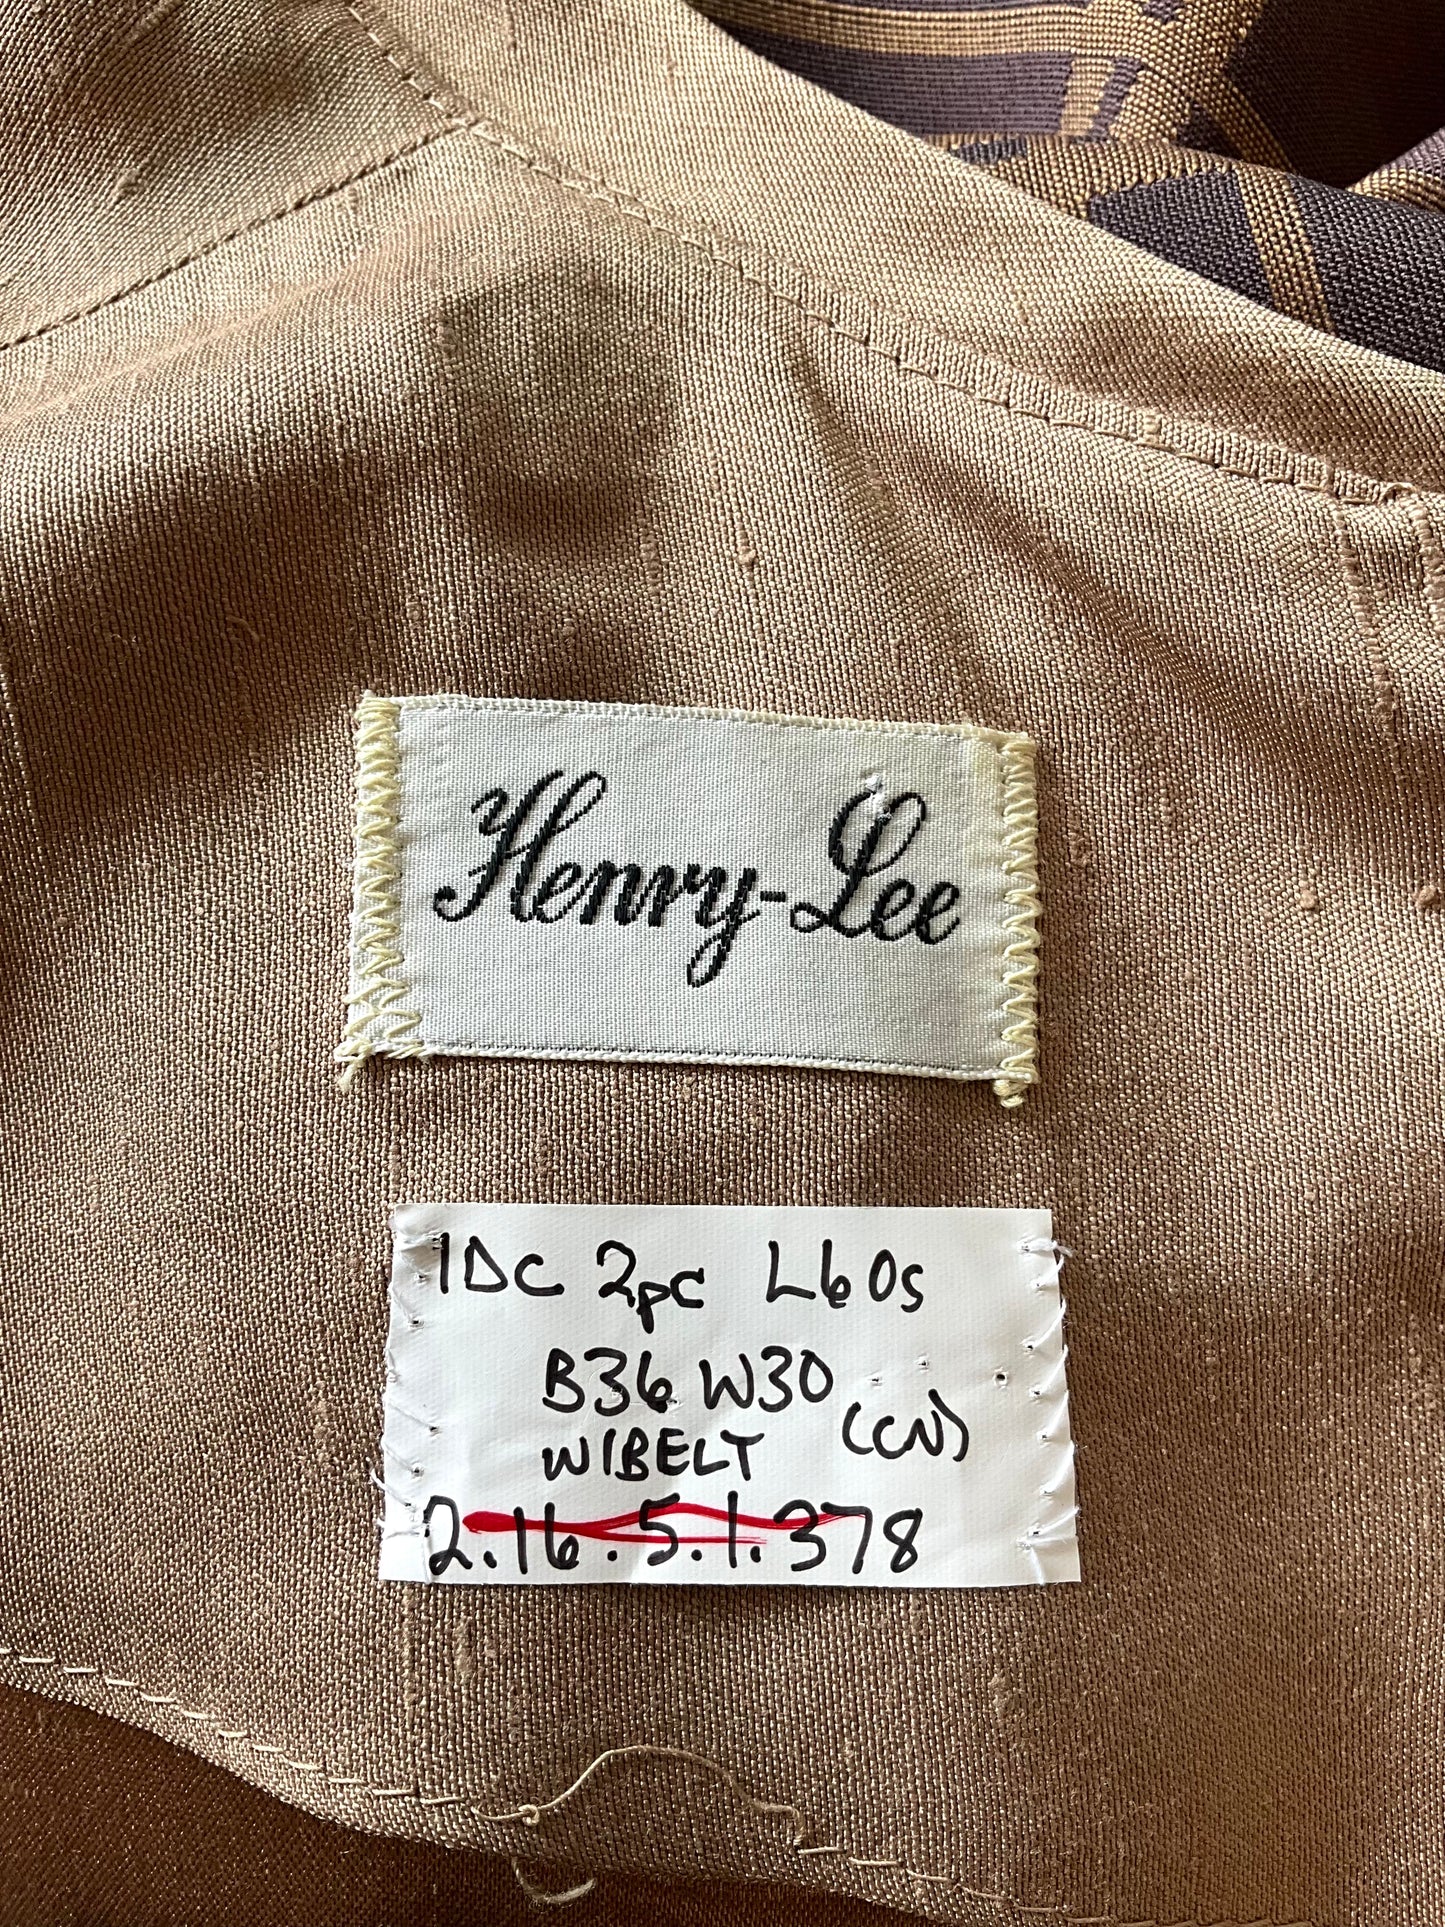 Henry-Lee
1DC 2pc L60s
B36 W30
W/BELT (CN)
2.16.5.1.378